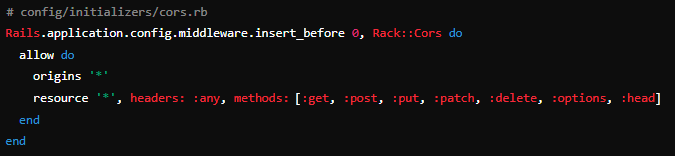 # config/initializers/cors.rb
Rails.application.config.middleware.insert_before 0, Rack::Cors do
  allow do
    origins '*'
    resource '*', headers: :any, methods: [:get, :post, :put, :patch, :delete, :options, :head]
  end
end